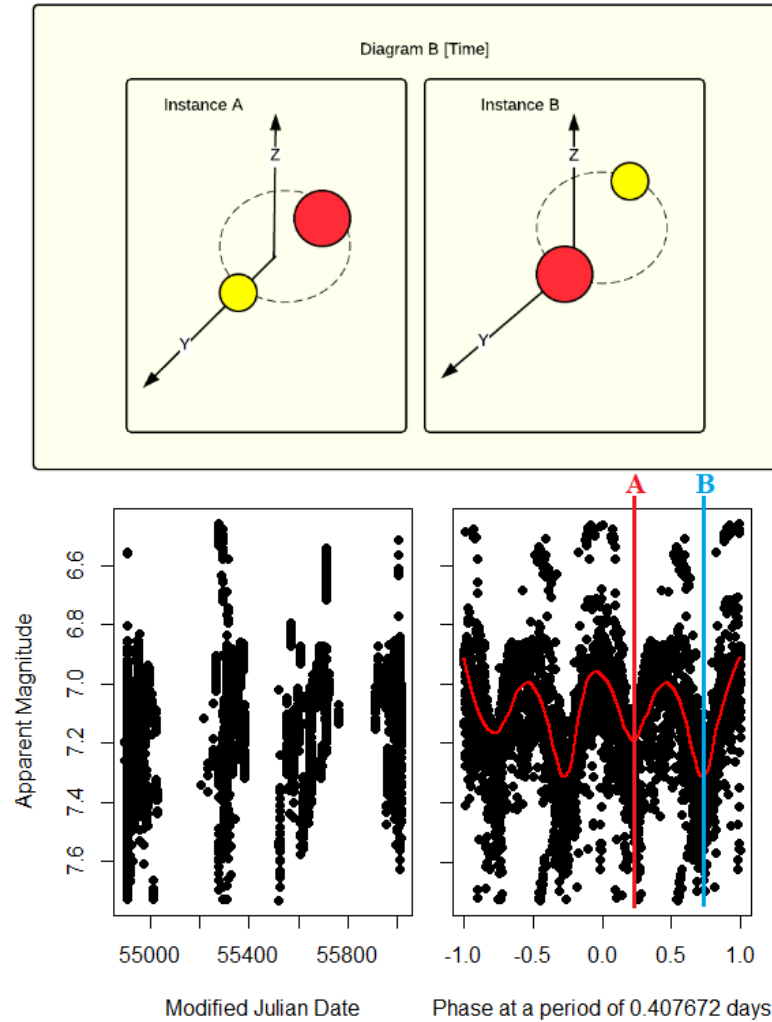 Diagram B [Time]
Instance A
Instance B
Z
Z
Y
Y
A
B
Apparent Magnitude
6.6
6.8
7.0
7.2
7.4
7.6
55000
55400
55800
-1.0
-0.5
0.0
0.5
1.0
Modified Julian Date
Phase at a period of 0.407672 days